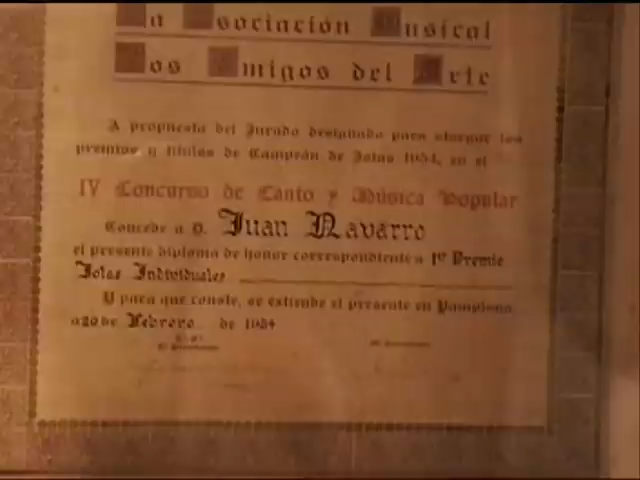 La Asociación Musical
Los Amigos del Arte
A propuesta del Jurado designado para otorgar los
premios y títulos de Campeón de Jotas 1954, en el
IV Concurso de Canto y Música Popular
Concede a D. Juan Navarro
el presente diploma de honor correspondiente a 1er Premio
Jotas Individuales
Y para que conste, se extiende el presente en Pamplona
a 20 de Febrero de 1954